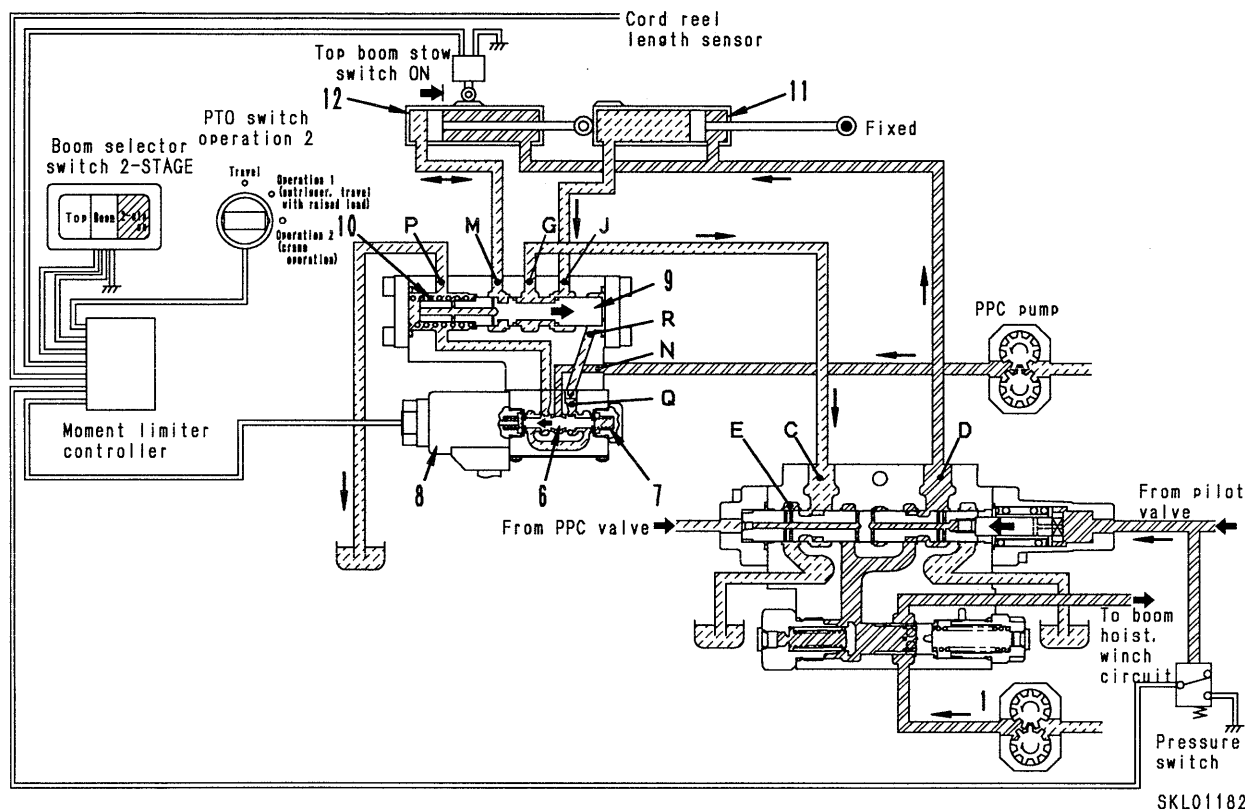 Cord reel
length sensor
Top boom stow
switch ON
12
11
Fixed
PTO switch
operation 2
Boom selector
switch 2-STAGE
Travel
Operation 1
(outrigger, travel
with raised load)
Operation 2
(crane
operation)
Top
Boom
10
P
M
G
J
9
R
N
Q
PPC pump
Moment limiter
controller
8
6
7
E
C
D
From PPC valve
From pilot
valve
To boom
hoist,
winch
circuit
1
Pressure
switch
SKL01182